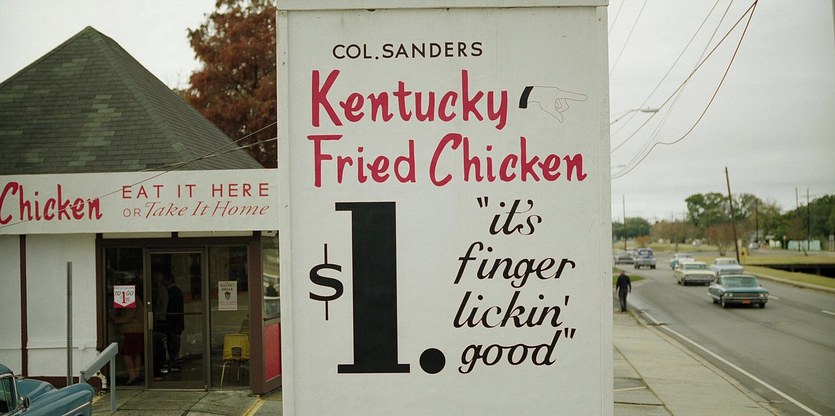 COL. SANDERS
Kentucky
Fried Chicken
$1.
"it's
finger
lickin'
good"
Chicken
EAT IT HERE
OR Take It Home